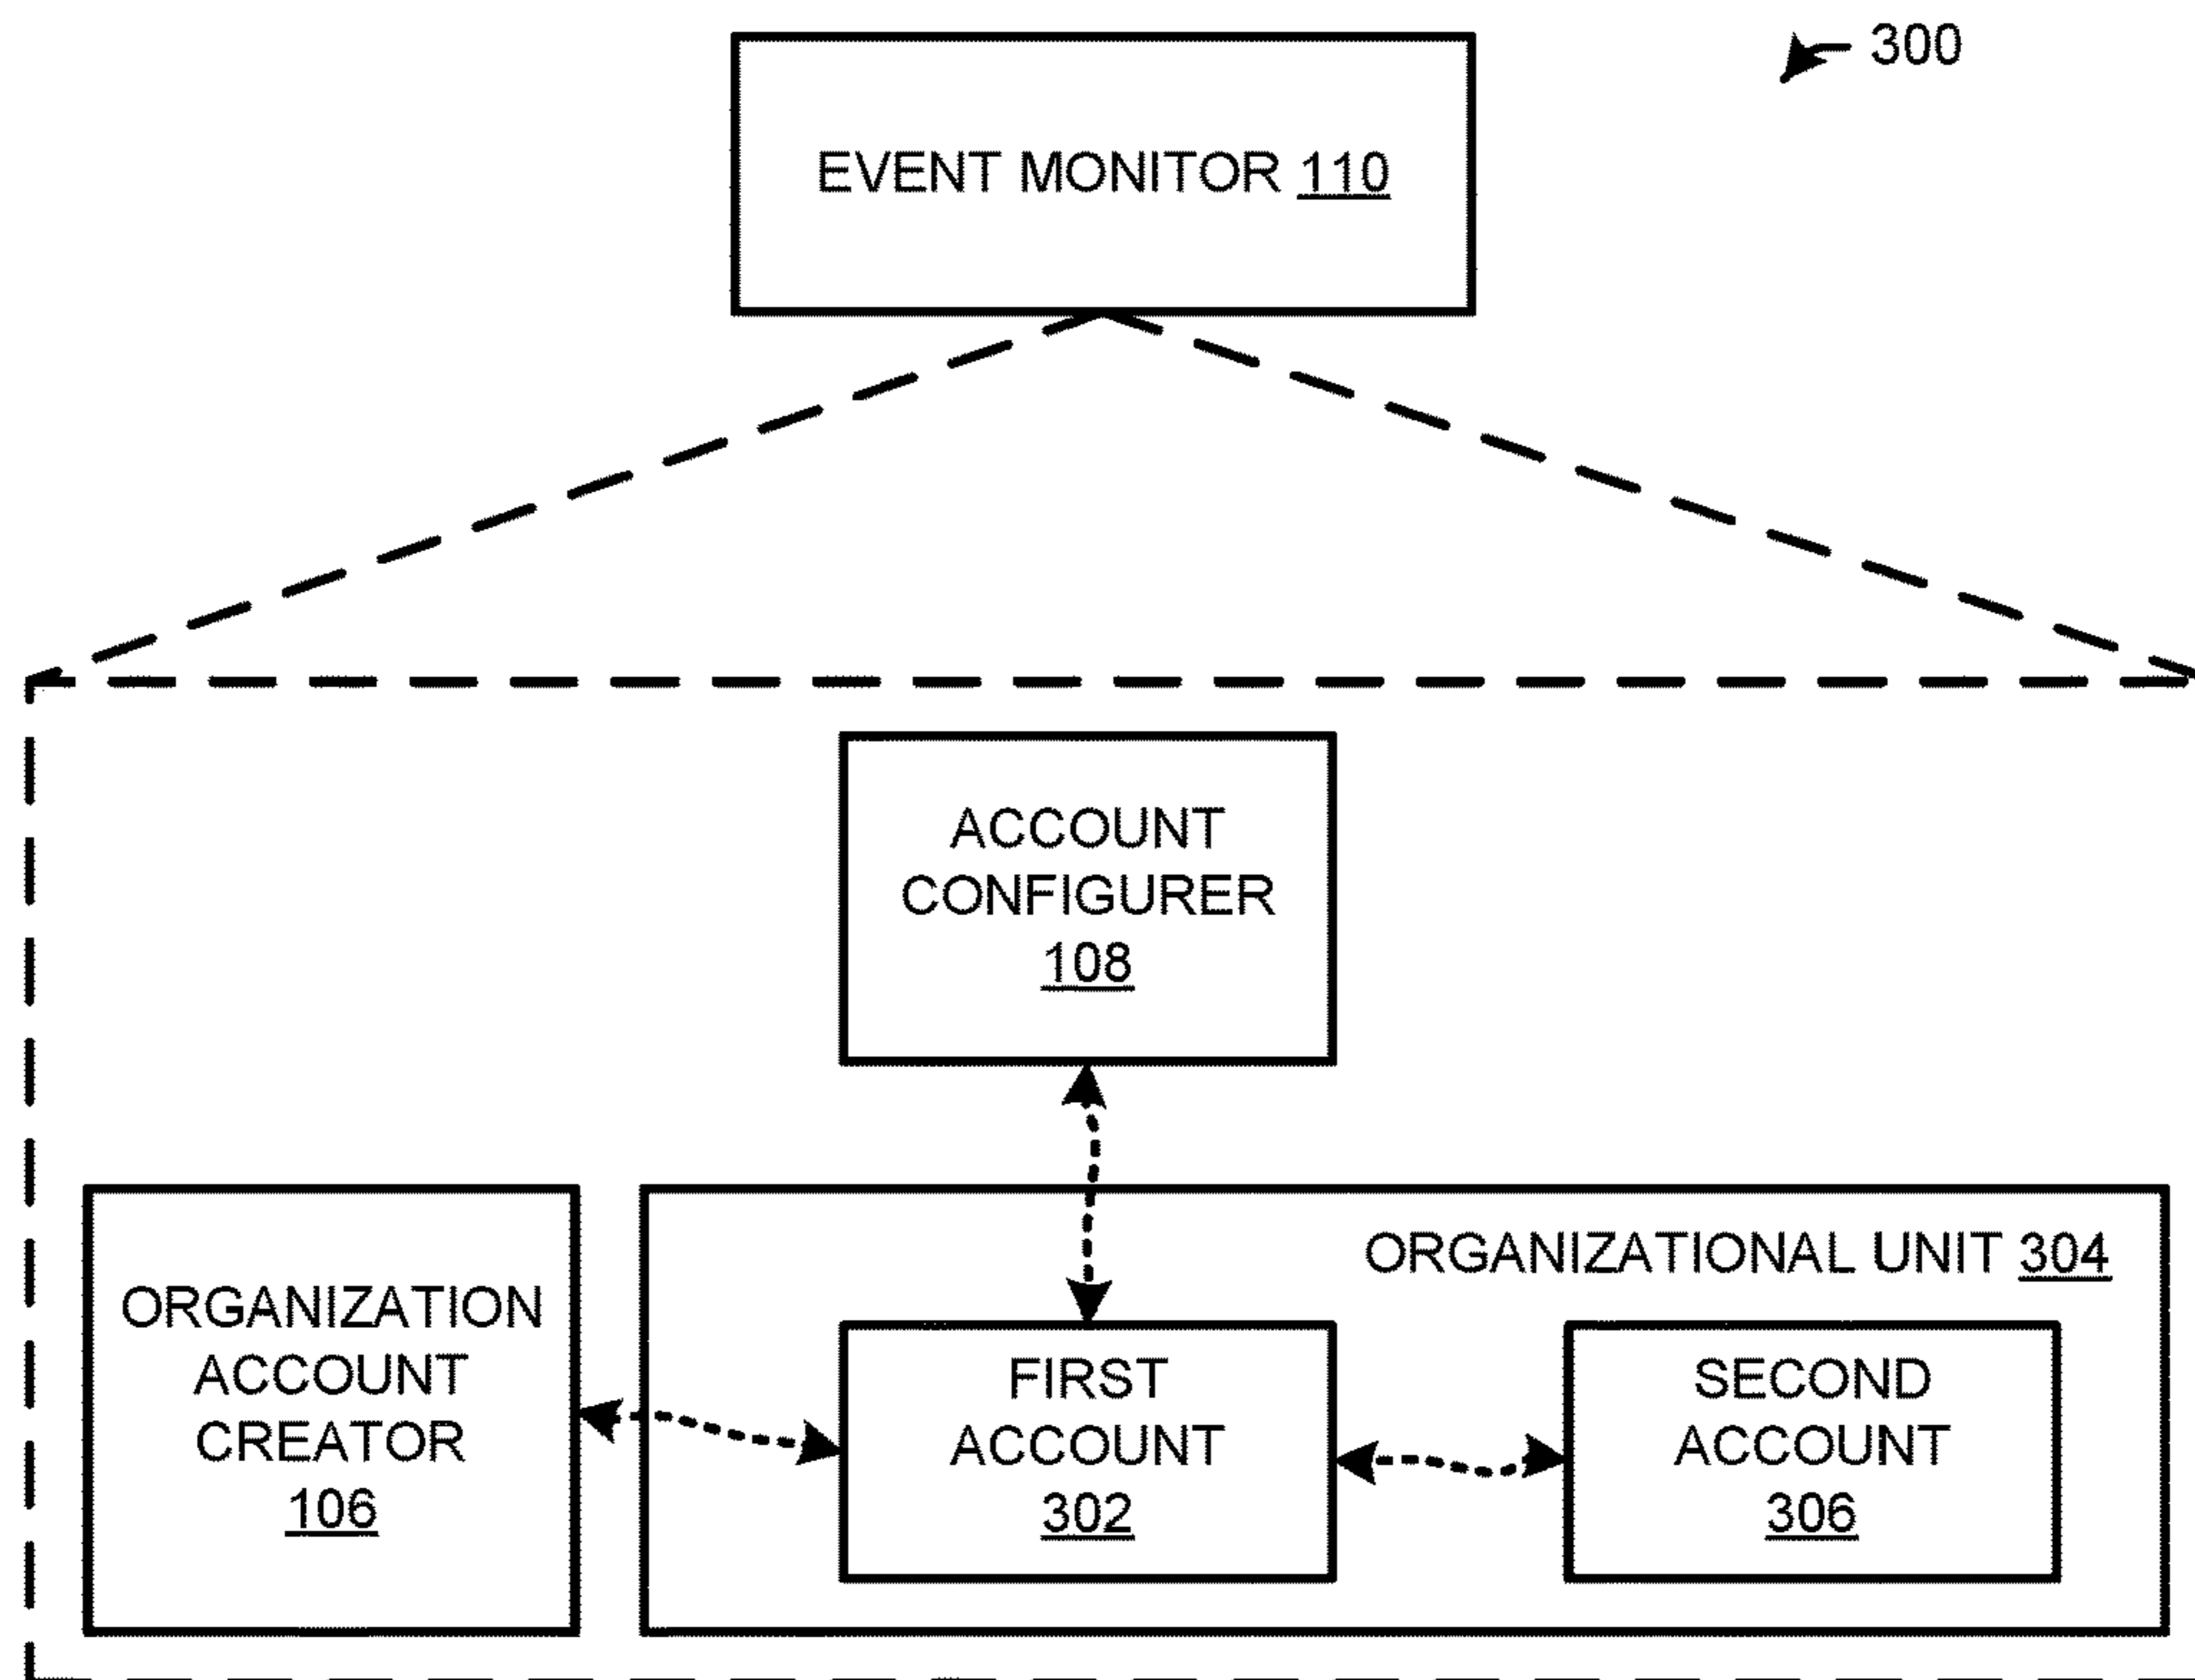 300
EVENT MONITOR 110
ACCOUNT
CONFIGURER
108
ORGANIZATIONAL UNIT 304
ORGANIZATION
ACCOUNT
CREATOR
106
FIRST
ACCOUNT
302
SECOND
ACCOUNT
306